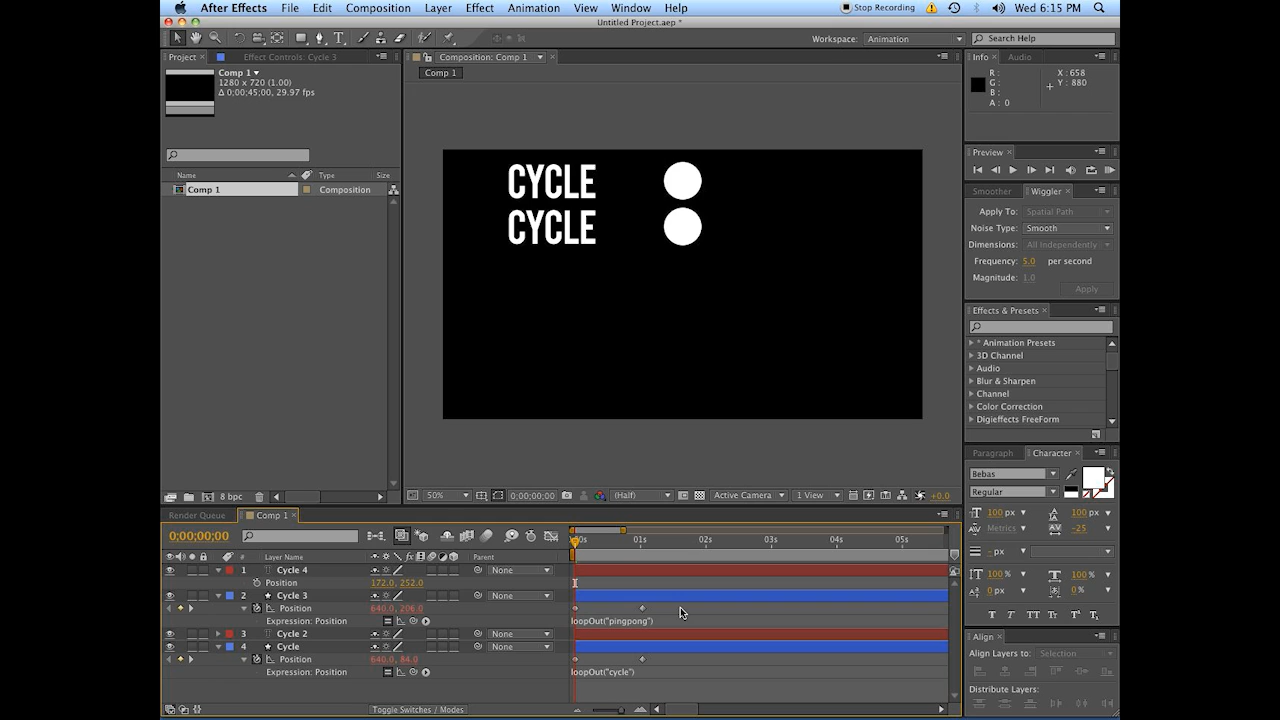 After Effects File Edit Composition Layer Effect Animation View Window Help Stop Recording Wed 6:15 PM
Untitled Project.aep *
Workspace: Animation Search Help
Project Effect Controls: Cycle 3 Composition: Comp 1 Info Audio
Comp 1 Comp 1
1280 x 720 (1.00)
Δ 0;00;45;00, 29.97 fps
R :
G :
B :
A : 0
X : 658
Y : 880
Name Type Size
Comp 1 Composition
CYCLE
CYCLE
Preview
Smoother Wiggler
Apply To: Spatial Path
Noise Type: Smooth
Dimensions: All Independently
Frequency: 5.0 per second
Magnitude: 1.0
Apply
Effects & Presets
* Animation Presets
3D Channel
Audio
Blur & Sharpen
Channel
Color Correction
Digieffects FreeForm
Paragraph Character
Bebas
Regular
100 px 100 px
Metrics -25
- px
100% 100%
0 px 0 %
T T TT Tt T¹ T₁
Align
Align Layers to: Selection
Distribute Layers:
8 bpc 50% 0;00;00;00 (Half) Active Camera 1 View +0.0
Render Queue Comp 1
0;00;00;00 01s 02s 03s 04s 05s
# Layer Name Parent
1 T Cycle 4 None
Position 172.0, 252.0
2 Cycle 3 None
Position 640.0, 206.0
Expression: Position loopOut("pingpong")
3 T Cycle 2 None
4 Cycle None
Position 640.0, 84.0
Expression: Position loopOut("cycle")
Toggle Switches / Modes